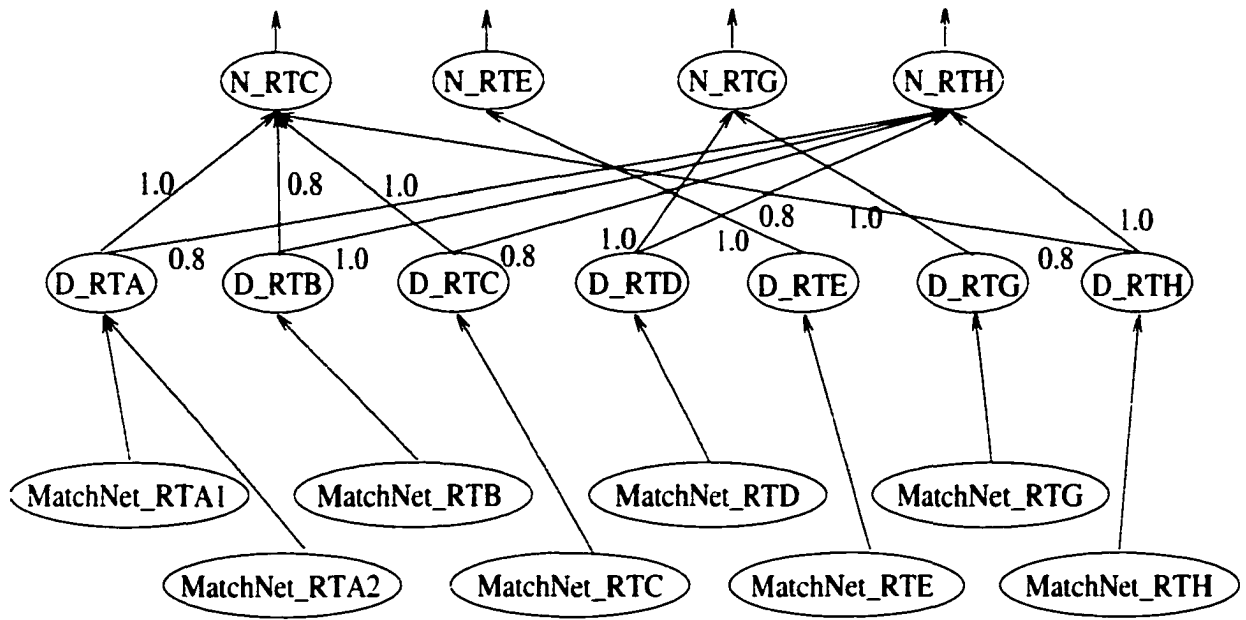 N_RTC N_RTE N_RTG N_RTH
1.0 0.8 1.0 0.8 1.0 1.0
0.8 1.0 0.8 1.0 1.0 0.8
D_RTA D_RTB D_RTC D_RTD D_RTE D_RTG D_RTH
MatchNet_RTA1 MatchNet_RTB MatchNet_RTD MatchNet_RTG
MatchNet_RTA2 MatchNet_RTC MatchNet_RTE MatchNet_RTH